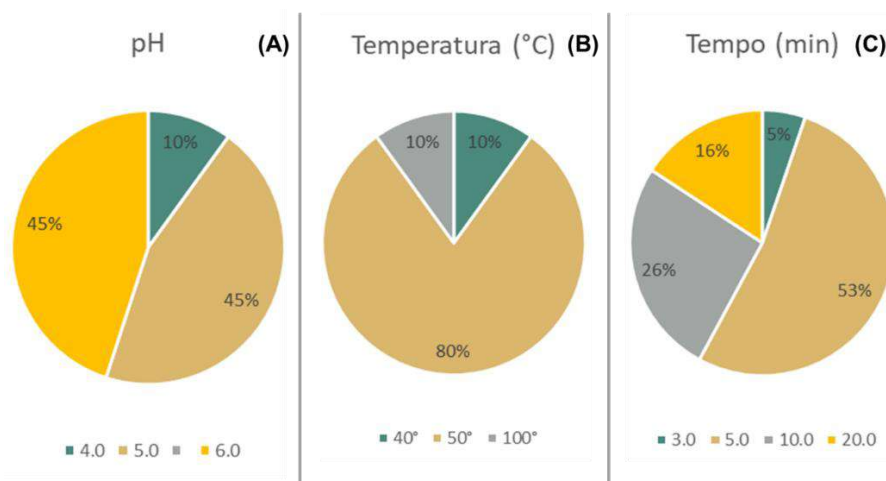 pH (A)
10%
45%
45%
4.0 5.0 6.0
Temperatura (°C) (B)
10% 10%
80%
40° 50° 100°
Tempo (min) (C)
5%
16%
26%
53%
3.0 5.0 10.0 20.0